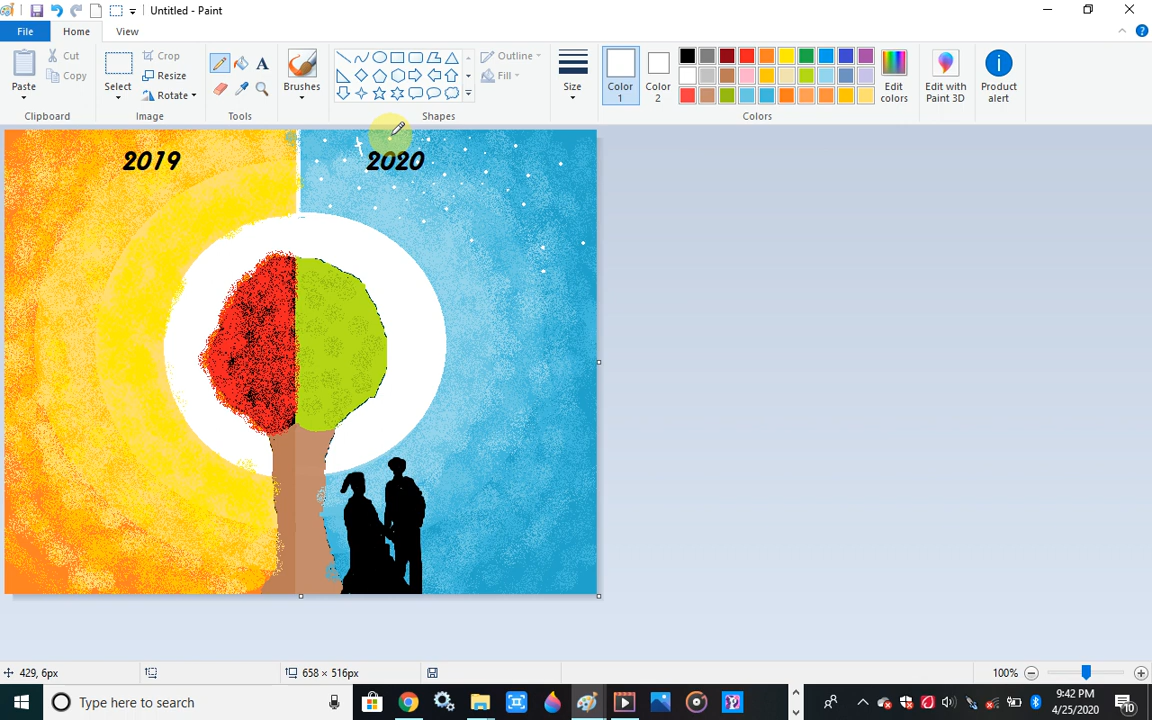 Untitled - Paint
File Home View
Paste Cut Copy
Clipboard
Select Crop Resize Rotate
Image
Tools
Brushes
Shapes
Outline Fill
Size
Color 1
Color 2
Colors
Edit colors
Edit with Paint 3D
Product alert
2019 2020
429, 6px
658 × 516px
100%
Type here to search
9:42 PM
4/25/2020
10